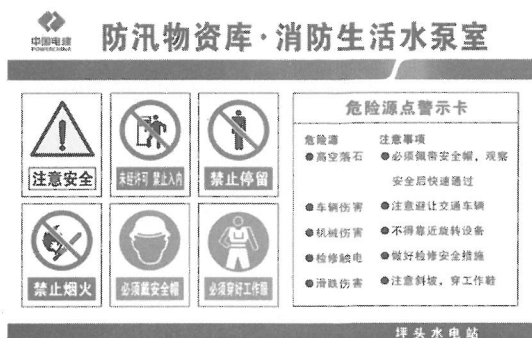 中国电建
POWERCHINA
防汛物资库·消防生活水泵室
注意安全
未经许可 禁止入内
禁止停留
禁止烟火
必须戴安全帽
必须穿好工作服
危险源点警示卡
危险源 注意事项
●高空落石 ●必须佩带安全帽，观察
安全后快速通过
●车辆伤害 ●注意避让交通车辆
●机械伤害 ●不得靠近旋转设备
●检修触电 ●做好检修安全措施
●滑跌伤害 ●注意斜坡，穿工作鞋
坪头水电站